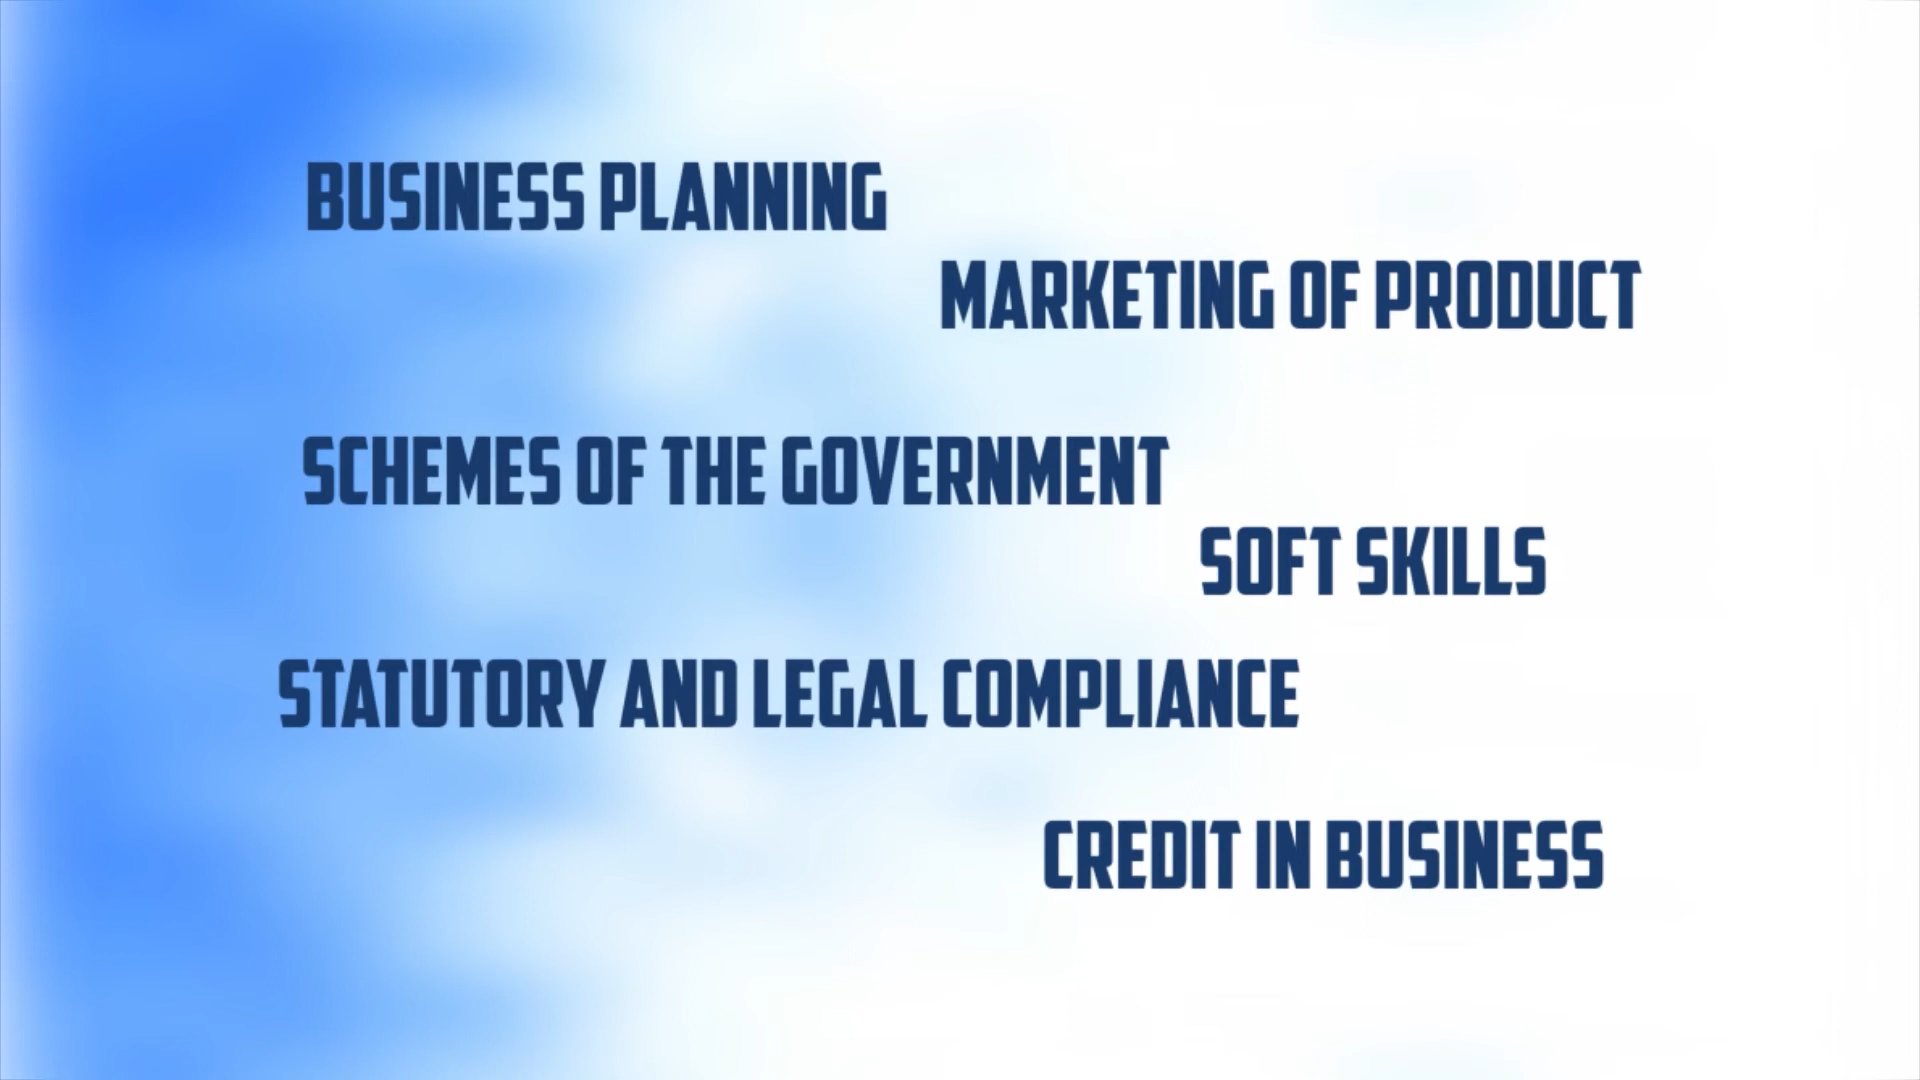 BUSINESS PLANNING
MARKETING OF PRODUCT
SCHEMES OF THE GOVERNMENT
SOFT SKILLS
STATUTORY AND LEGAL COMPLIANCE
CREDIT IN BUSINESS